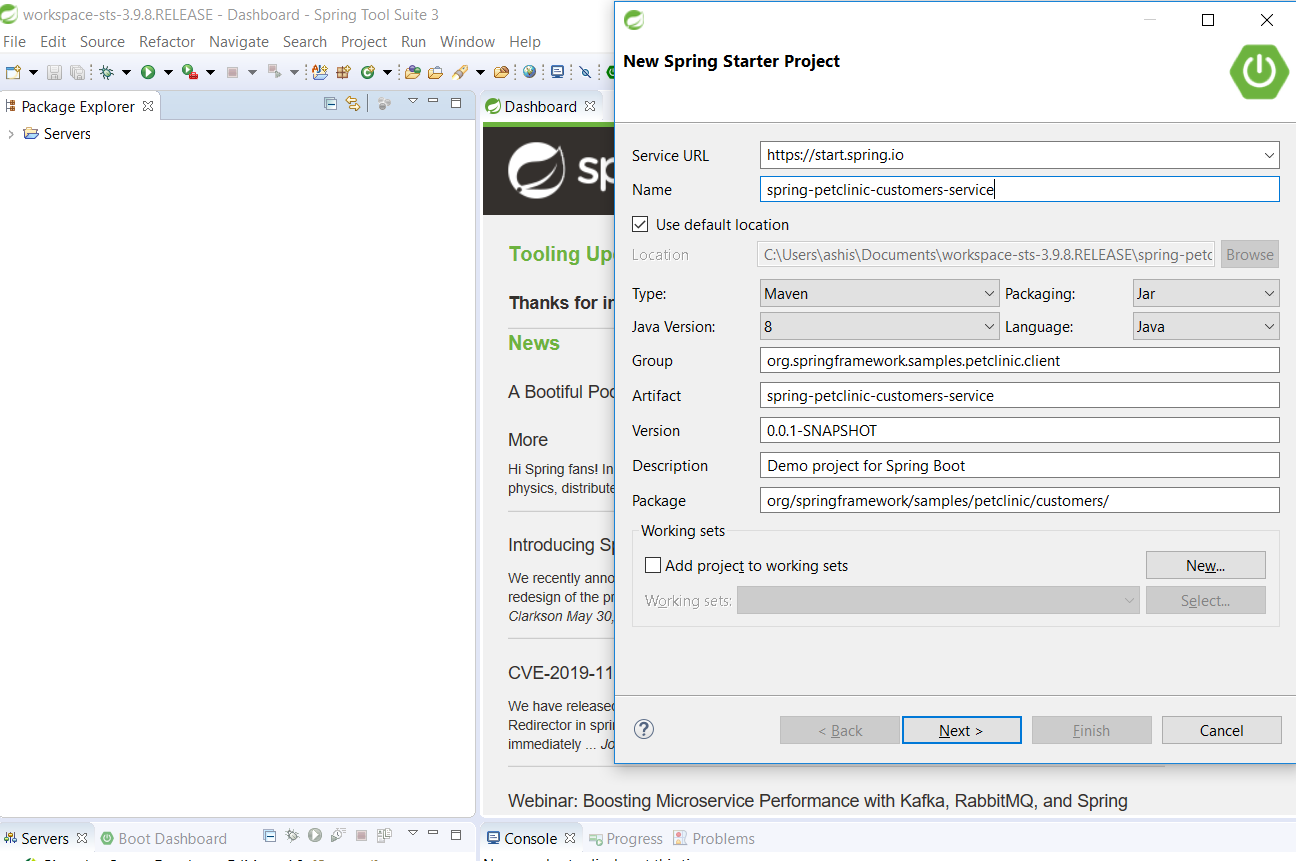 workspace-sts-3.9.8.RELEASE - Dashboard - Spring Tool Suite 3
File Edit Source Refactor Navigate Search Project Run Window Help
Package Explorer
Servers
Dashboard
sp
Tooling Up
Thanks for in
News
A Bootiful Poc
More
Hi Spring fans! In
physics, distribute
Introducing Sp
We recently anno
redesign of the pr
Clarkson May 30,
CVE-2019-11
We have released
Redirector in spri
immediately ... Jo
Webinar: Boosting Microservice Performance with Kafka, RabbitMQ, and Spring
New Spring Starter Project
Service URL https://start.spring.io
Name spring-petclinic-customers-service
Use default location
Location C:\Users\ashis\Documents\workspace-sts-3.9.8.RELEASE\spring-petc Browse
Type: Maven Packaging: Jar
Java Version: 8 Language: Java
Group org.springframework.samples.petclinic.client
Artifact spring-petclinic-customers-service
Version 0.0.1-SNAPSHOT
Description Demo project for Spring Boot
Package org/springframework/samples/petclinic/customers/
Working sets
Add project to working sets New...
Working sets: Select...
? < Back Next > Finish Cancel
Servers Boot Dashboard
Console Progress Problems